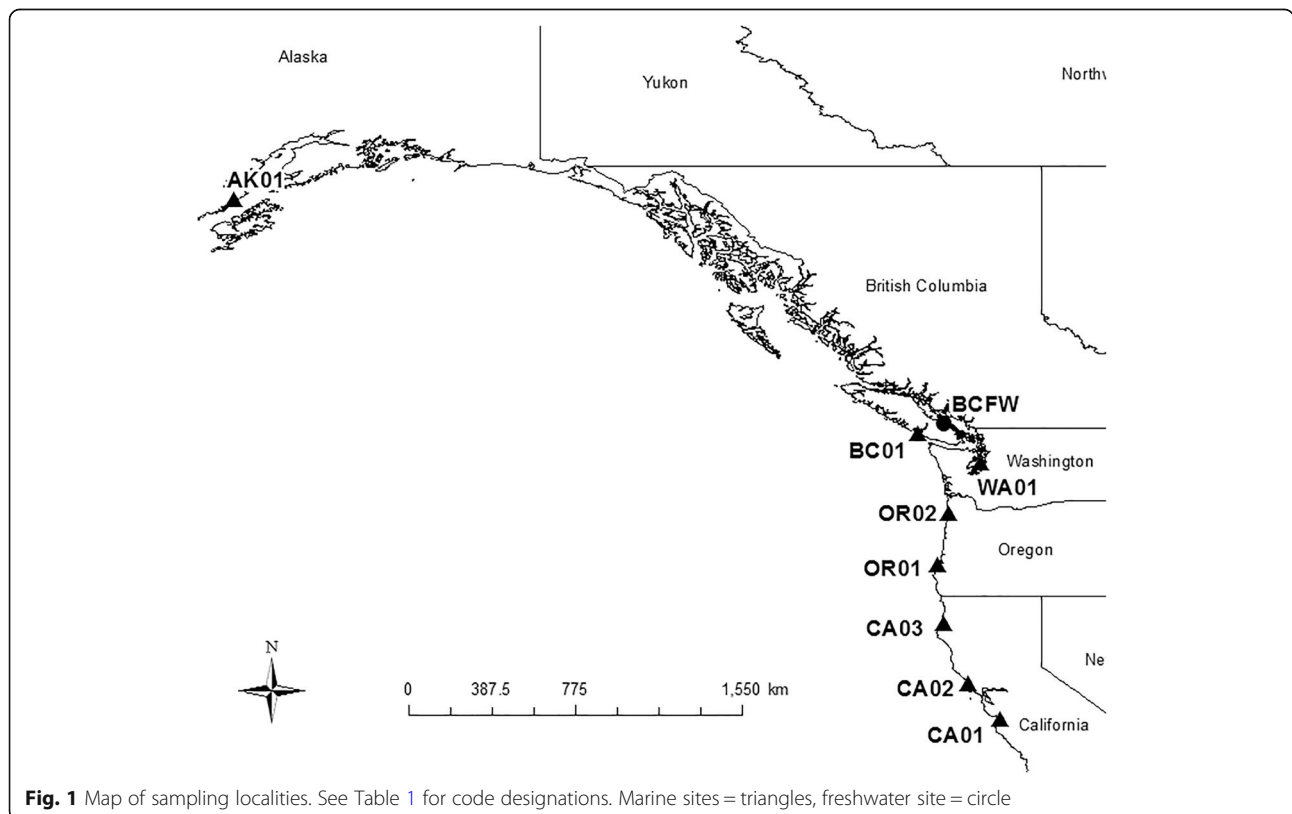 Alaska
Yukon
Northv
AK01
British Columbia
BCFW
BC01
Washington
WA01
OR02
Oregon
OR01
CA03
N
Ne
0 387.5 775 1,550 km
CA02
CA01
California
Fig. 1 Map of sampling localities. See Table 1 for code designations. Marine sites = triangles, freshwater site = circle